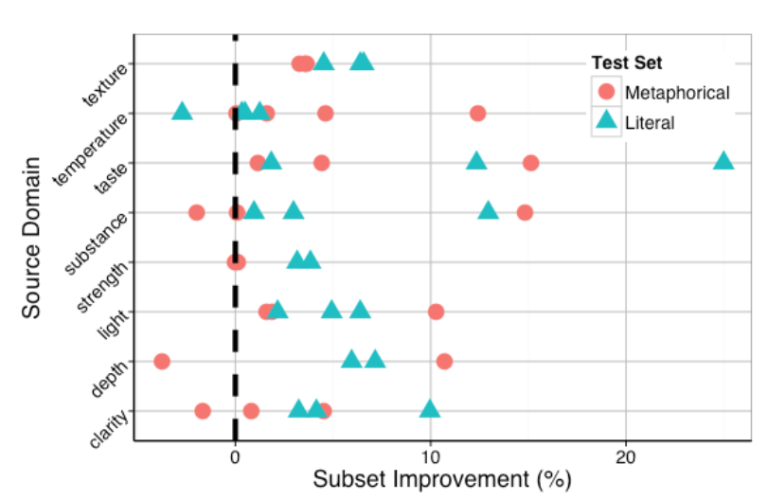 Test Set
Metaphorical
Literal
Source Domain
texture
temperature
taste
substance
strength
light
depth
clarity
0 10 20
Subset Improvement (%)